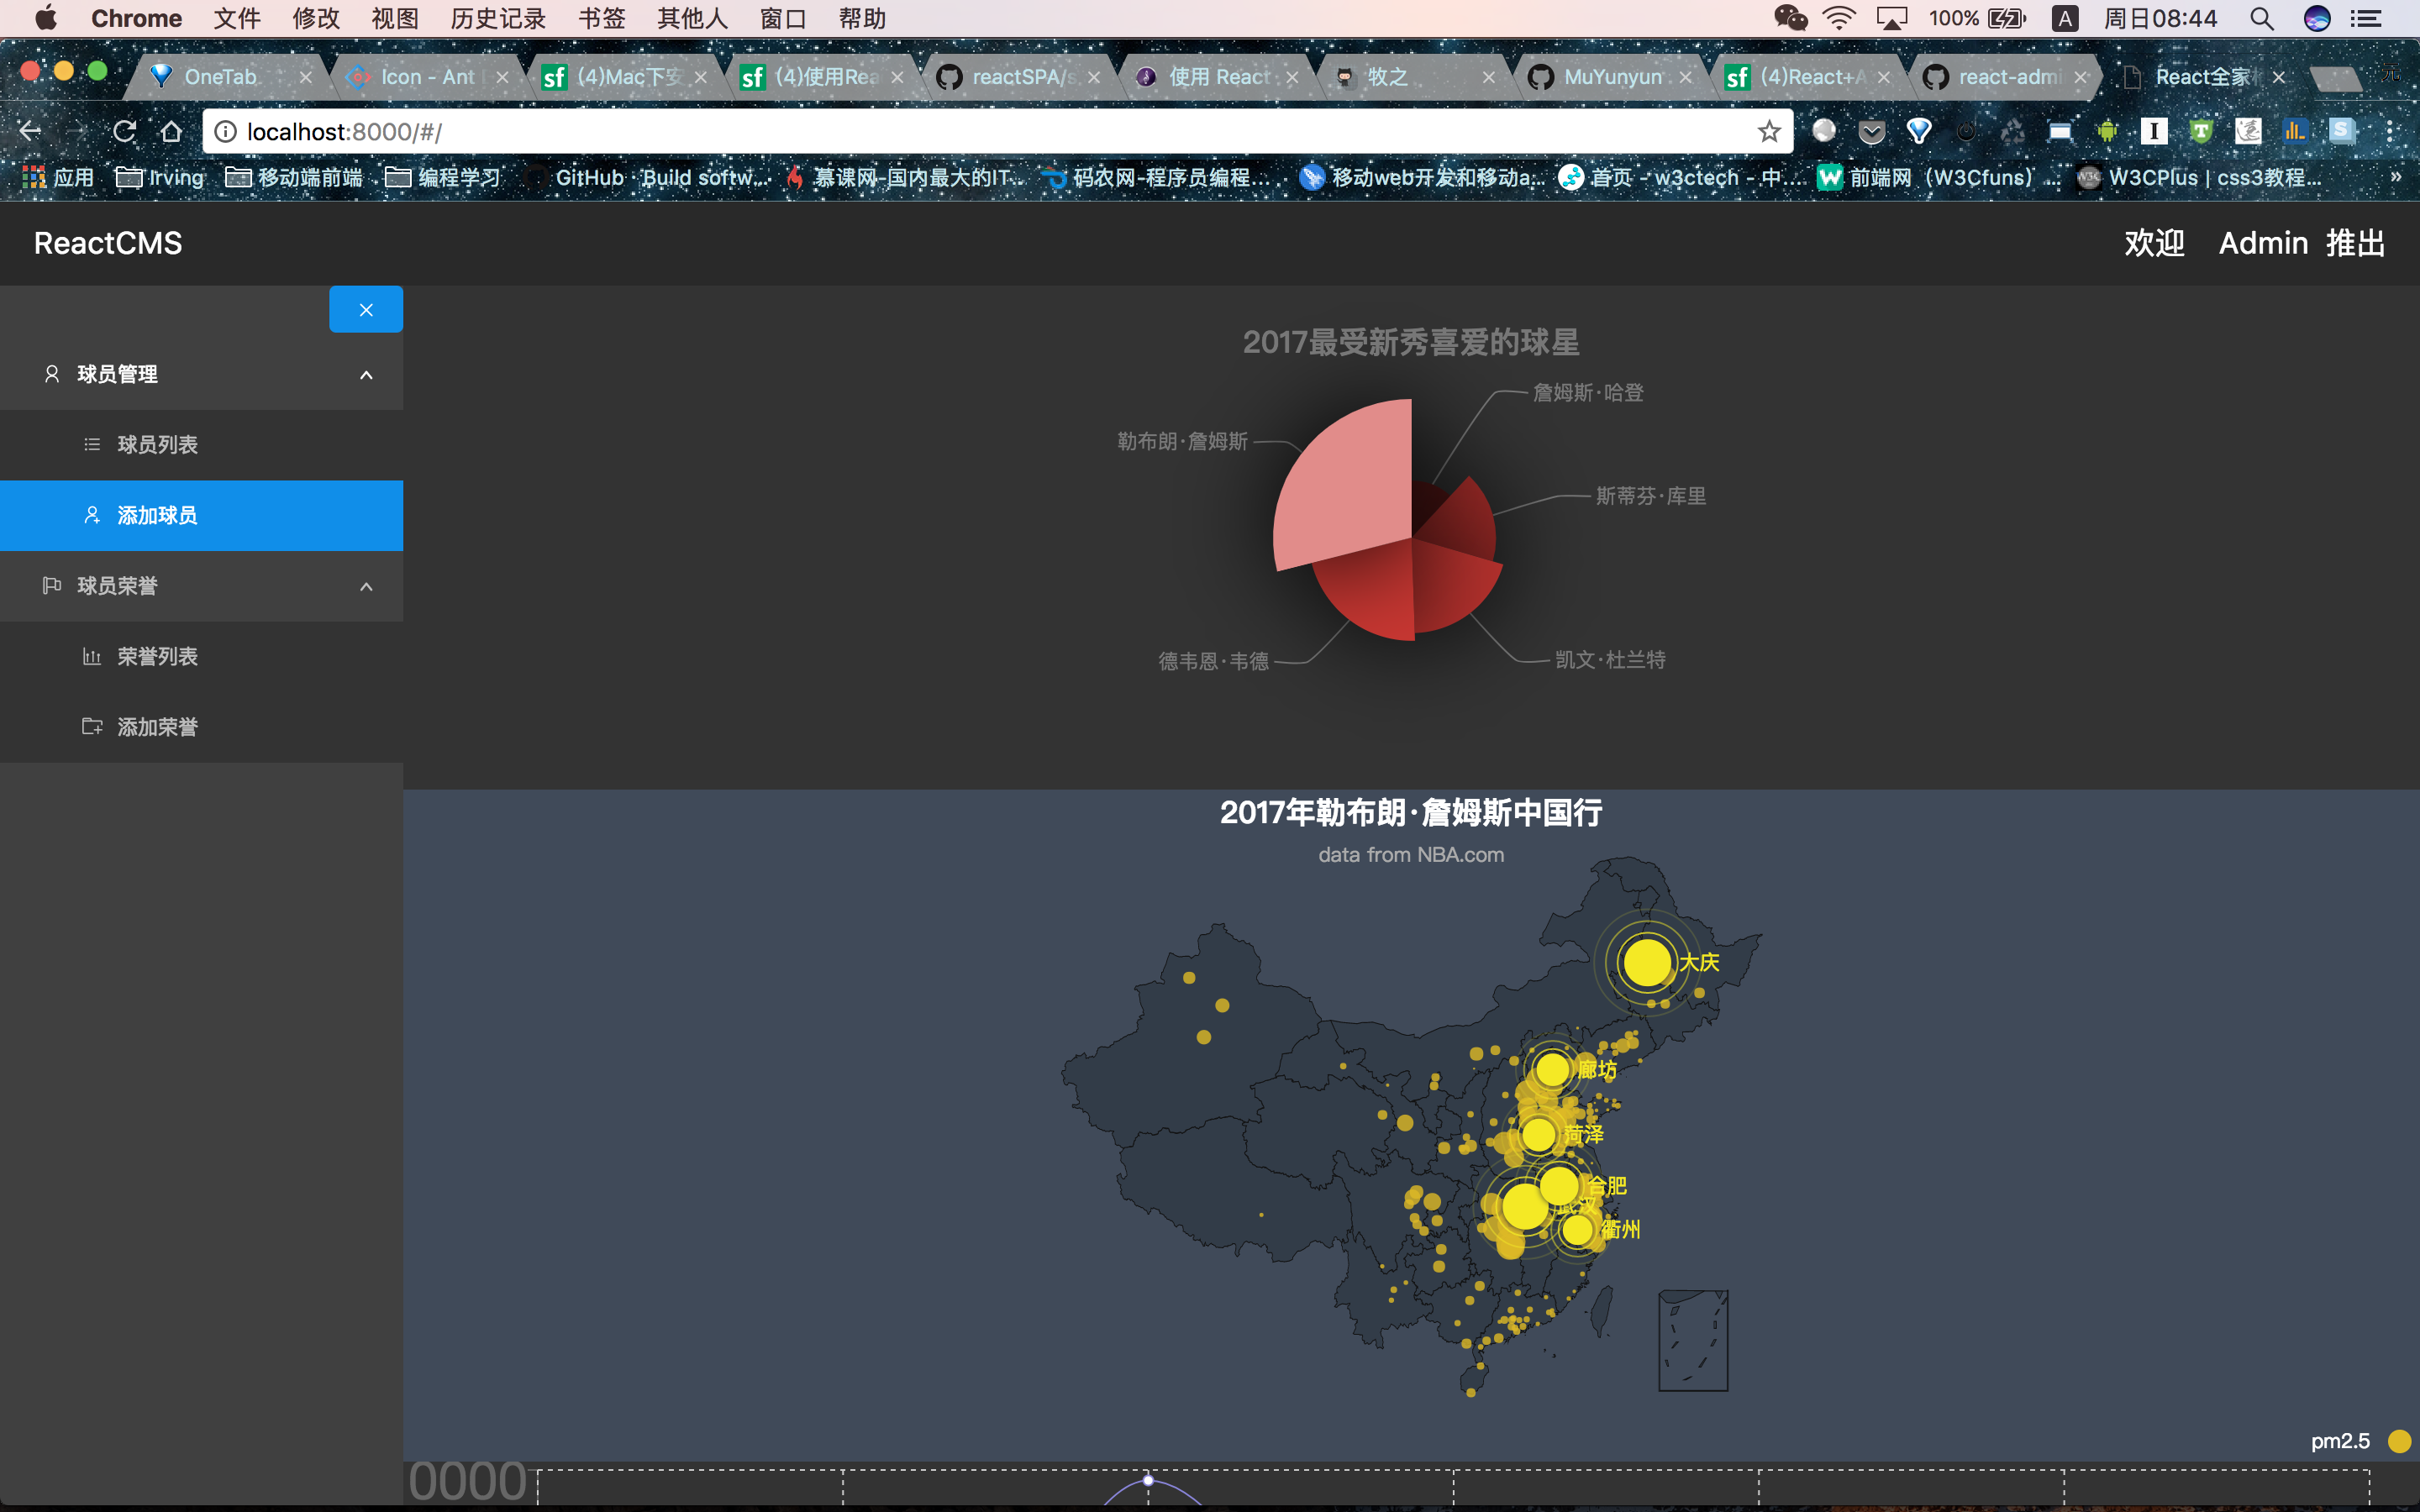 Chrome 文件 修改 视图 历史记录 书签 其他人 窗口 帮助 100% A 周日08:44
OneTab Icon - Ant sf (4)Mac下安 sf (4)使用Rea reactSPA/s 使用 React 牧之 MuYunyun sf (4)React+A react-admi React全家
localhost:8000/#/
应用 Irving 移动端前端 编程学习 GitHub · Build softw... 慕课网-国内最大的IT... 码农网-程序员编程... 移动web开发和移动a... 首页 - w3ctech - 中... 前端网（W3Cfuns）... W3CPlus | css3教程... »
ReactCMS 欢迎 Admin 推出
球员管理
球员列表
添加球员
球员荣誉
荣誉列表
添加荣誉
2017最受新秀喜爱的球星
詹姆斯·哈登
勒布朗·詹姆斯
斯蒂芬·库里
德韦恩·韦德
凯文·杜兰特
2017年勒布朗·詹姆斯中国行
data from NBA.com
大庆
廊坊
菏泽
合肥
武汉
衢州
pm2.5
0000